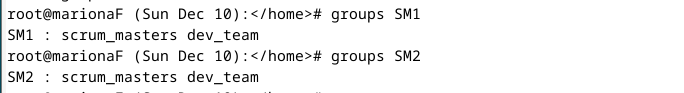 root@marionaF (Sun Dec 10):</home># groups SM1
SM1 : scrum_masters dev_team
root@marionaF (Sun Dec 10):</home># groups SM2
SM2 : scrum_masters dev_team